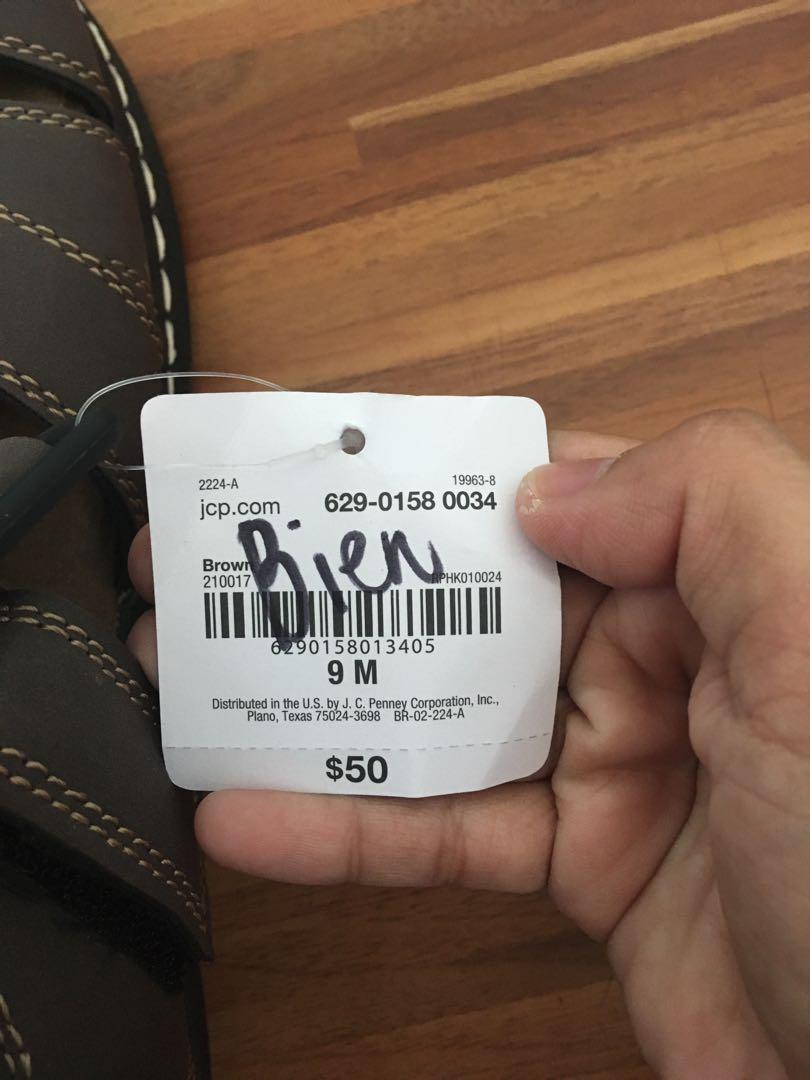 2224-A 19963-8
jcp.com 629-0158 0034
Bien
Brown
210017 RPHK010024
6290158013405
9 M
Distributed in the U.S. by J. C. Penney Corporation, Inc.,
Plano, Texas 75024-3698 BR-02-224-A
$50